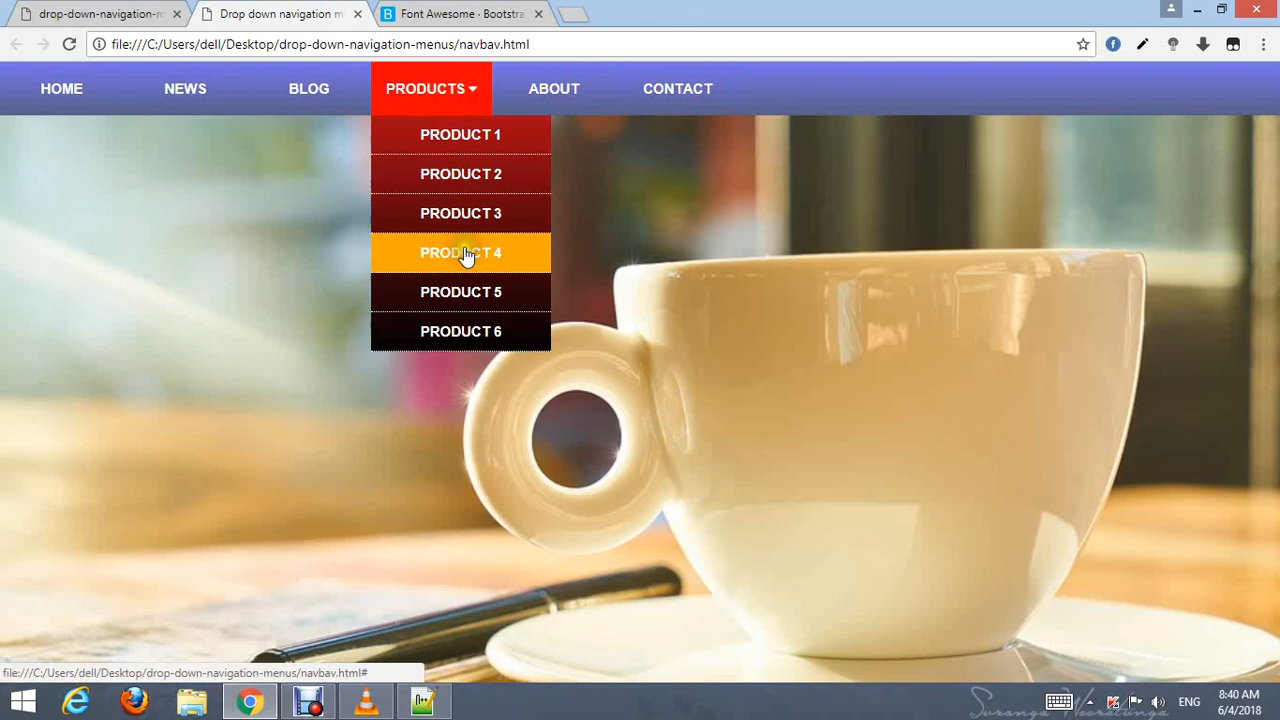 drop-down-navigation-m
Drop down navigation m
Font Awesome - Bootstra
file:///C:/Users/dell/Desktop/drop-down-navigation-menus/navbav.html
HOME NEWS BLOG PRODUCTS ABOUT CONTACT
PRODUCT 1
PRODUCT 2
PRODUCT 3
PRODUCT 4
PRODUCT 5
PRODUCT 6
file:///C:/Users/dell/Desktop/drop-down-navigation-menus/navbav.html#
ENG
8:40 AM
6/4/2018
Suranga Weeratunga